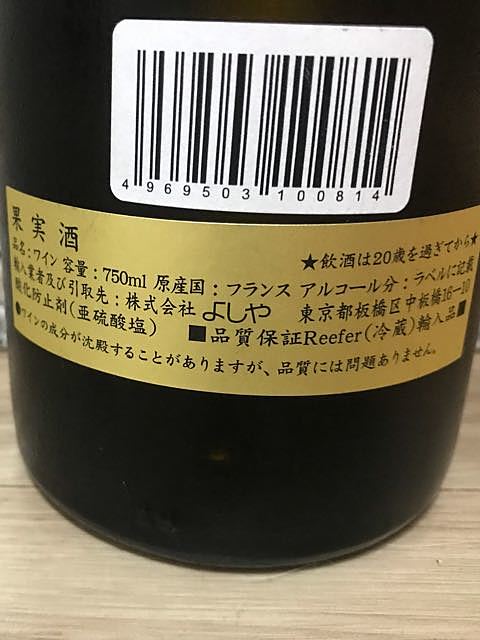 4969503100814
果実酒
★飲酒は20歳を過ぎてから★
品名:ワイン 容量:750ml 原産国:フランス アルコール分:ラベルに記載
輸入業者及び引取先:株式会社 よしや 東京都板橋区中板橋16-10
酸化防止剤(亜硫酸塩) ■品質保証Reefer(冷蔵)輸入品■
●ワインの成分が沈殿することがありますが、品質には問題ありません。